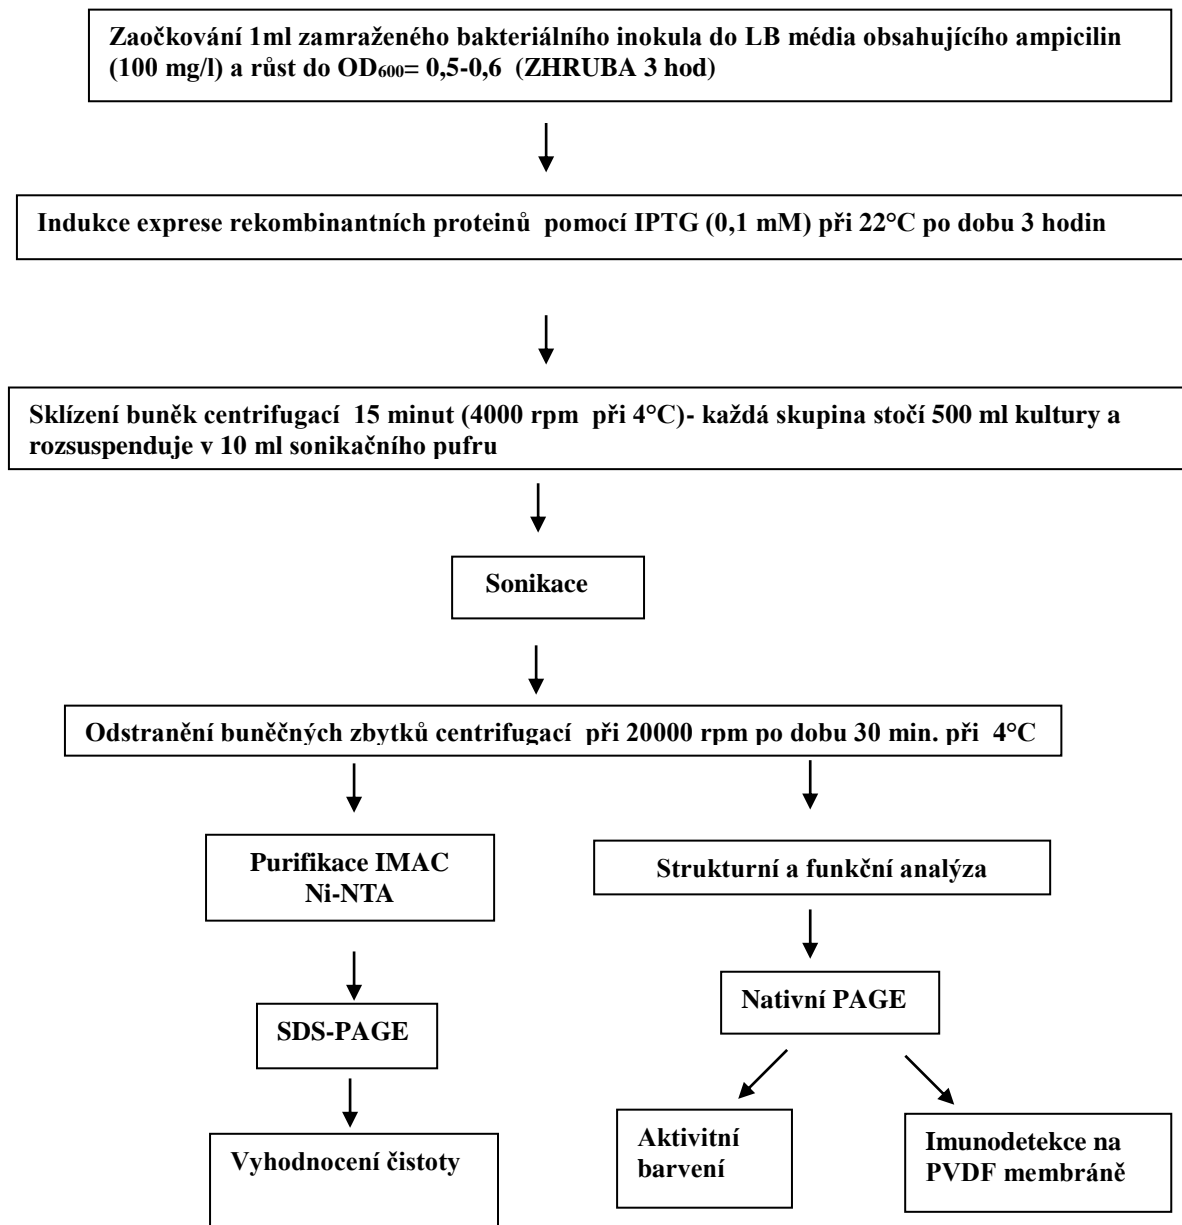 Zaočkování 1ml zamraženého bakteriálního inokula do LB média obsahujícího ampicilin
(100 mg/l) a růst do OD600= 0,5-0,6 (ZHRUBA 3 hod)
Indukce exprese rekombinantních proteinů pomocí IPTG (0,1 mM) při 22°C po dobu 3 hodin
Sklízení buněk centrifugací 15 minut (4000 rpm při 4°C)- každá skupina stočí 500 ml kultury a
rozsuspenduje v 10 ml sonikačního pufru
Sonikace
Odstranění buněčných zbytků centrifugací při 20000 rpm po dobu 30 min. při 4°C
Purifikace IMAC
Ni-NTA
Strukturní a funkční analýza
SDS-PAGE
Nativní PAGE
Vyhodnocení čistoty
Aktivitní
barvení
Imunodetekce na
PVDF membráně